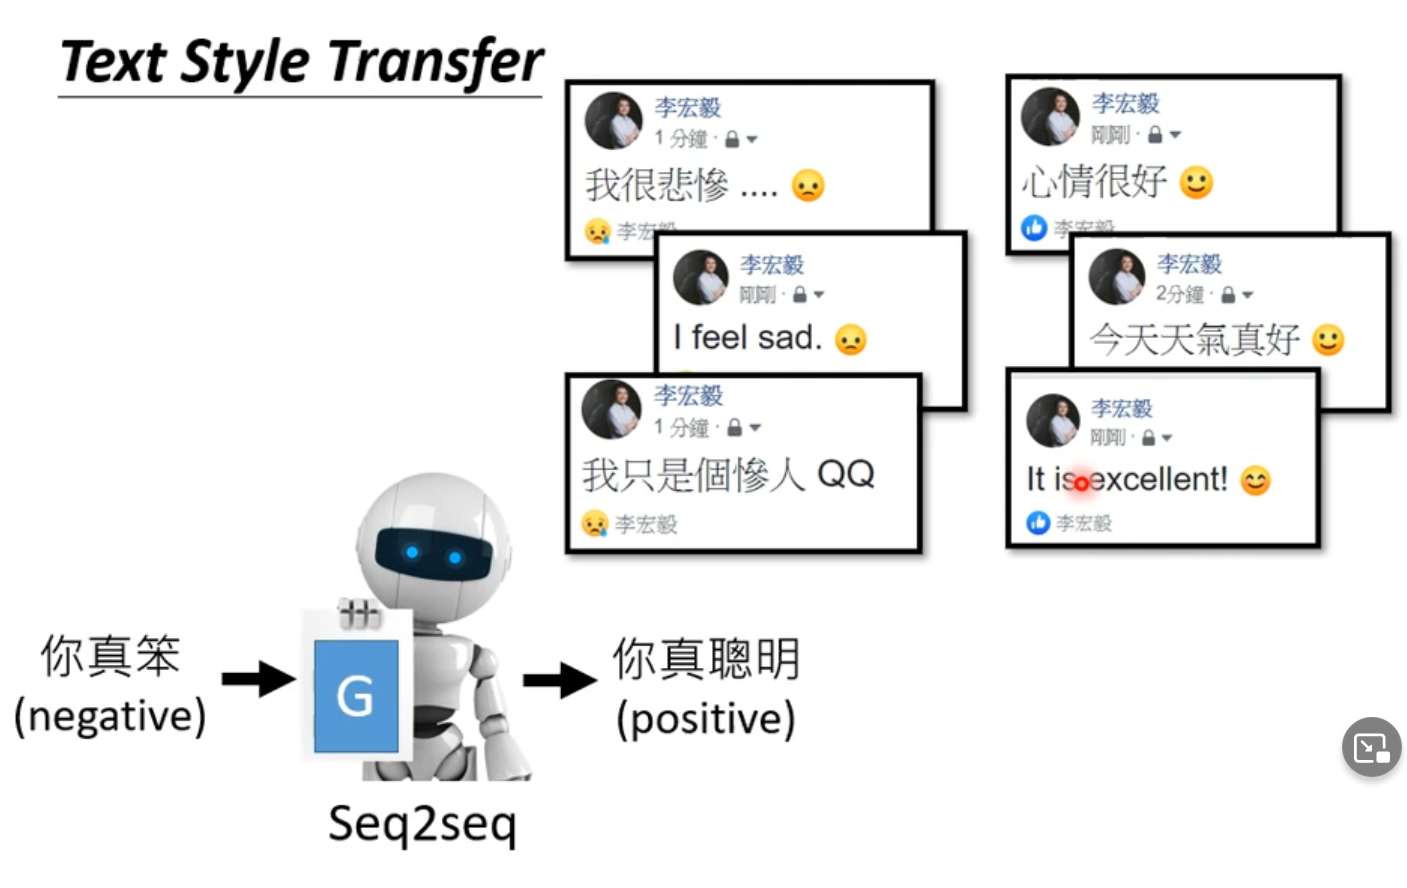 Text Style Transfer
李宏毅
1 分鐘
我很悲慘 ....
李宏毅
李宏毅
剛剛
I feel sad.
李宏毅
1 分鐘
我只是個慘人 QQ
李宏毅
李宏毅
剛剛
心情很好
李宏毅
李宏毅
2分鐘
今天天氣真好
李宏毅
剛剛
It is excellent!
李宏毅
你真笨
(negative)
G
Seq2seq
你真聰明
(positive)